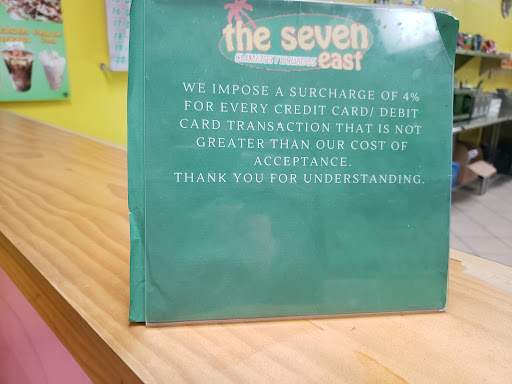 the seven
east
WE IMPOSE A SURCHARGE OF 4%
FOR EVERY CREDIT CARD/ DEBIT
CARD TRANSACTION THAT IS NOT
GREATER THAN OUR COST OF
ACCEPTANCE.
THANK YOU FOR UNDERSTANDING.